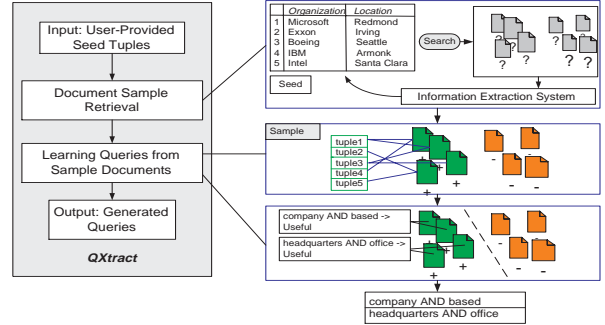 Input: User-Provided
Seed Tuples
Document Sample
Retrieval
Learning Queries from
Sample Documents
Output: Generated
Queries
QXtract
Organization Location
1 Microsoft Redmond
2 Exxon Irving
3 Boeing Seattle
4 IBM Armonk
5 Intel Santa Clara
Seed
Search
? ? ? ? ? ?
Information Extraction System
Sample
tuple1
tuple2
tuple3
tuple4
tuple5
+ + + +
- - - -
company AND based ->
Useful
headquarters AND office ->
Useful
+ + + +
- - - -
company AND based
headquarters AND office